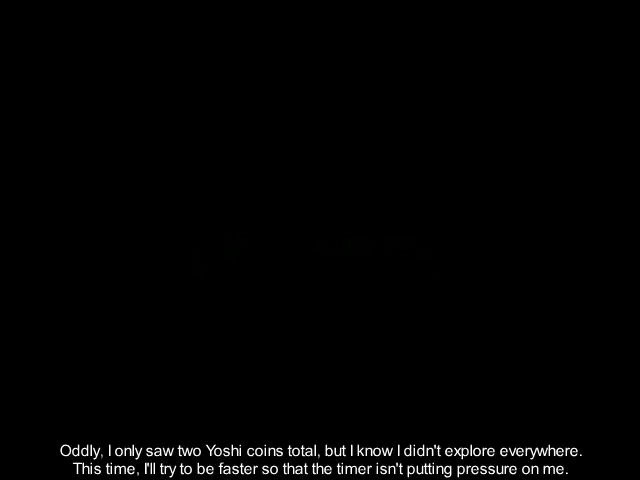 Oddly, I only saw two Yoshi coins total, but I know I didn't explore everywhere.
This time, I'll try to be faster so that the timer isn't putting pressure on me.